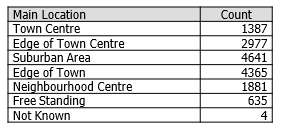 Main Location Count
Town Centre 1387
Edge of Town Centre 2977
Suburban Area 4641
Edge of Town 4365
Neighbourhood Centre 1881
Free Standing 635
Not Known 4